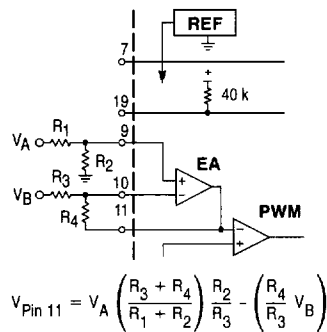 REF
7
+
40 k
19
V_A R_1 9
R_2
EA
+
V_B R_3 10
−
R_4 11
PWM
−
+
V_Pin 11 = V_A ( (R_3 + R_4) / (R_1 + R_2) ) R_2 / R_3 - ( R_4 / R_3 V_B )